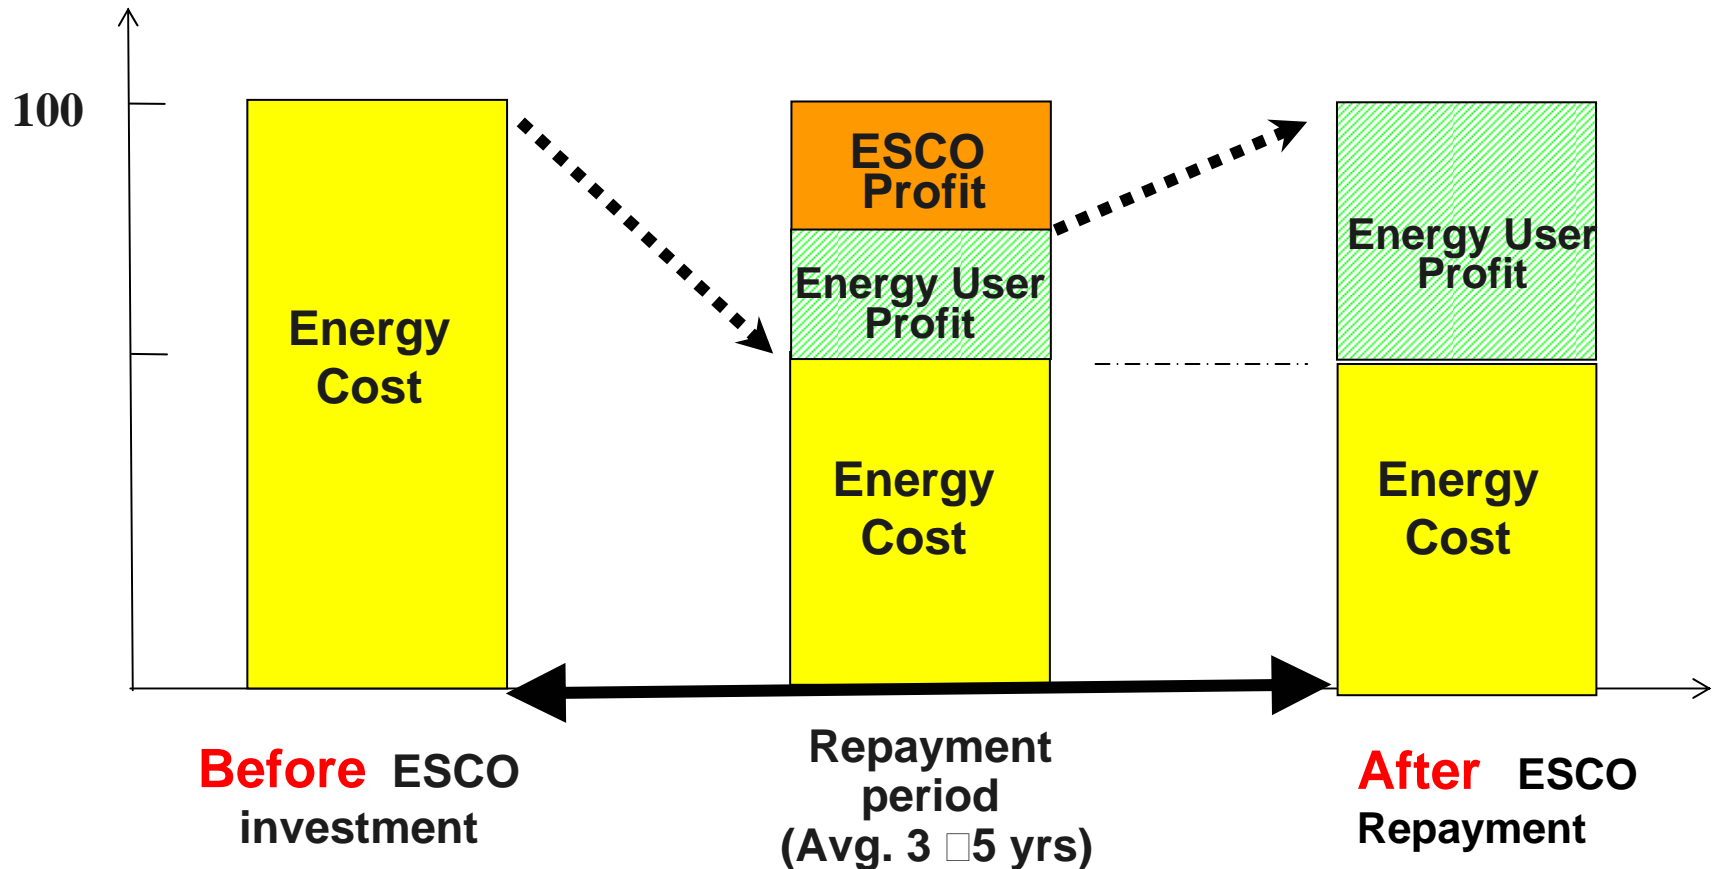 100
Energy
Cost
ESCO
Profit
Energy User
Profit
Energy
Cost
Energy User
Profit
Energy
Cost
Before ESCO
investment
Repayment
period
(Avg. 3 □5 yrs)
After ESCO
Repayment